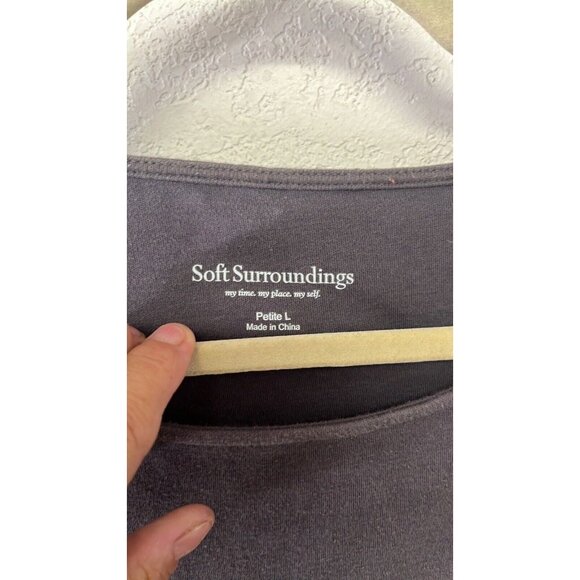 Soft Surroundings
my time. my place. my self.
Petite L
Made in China